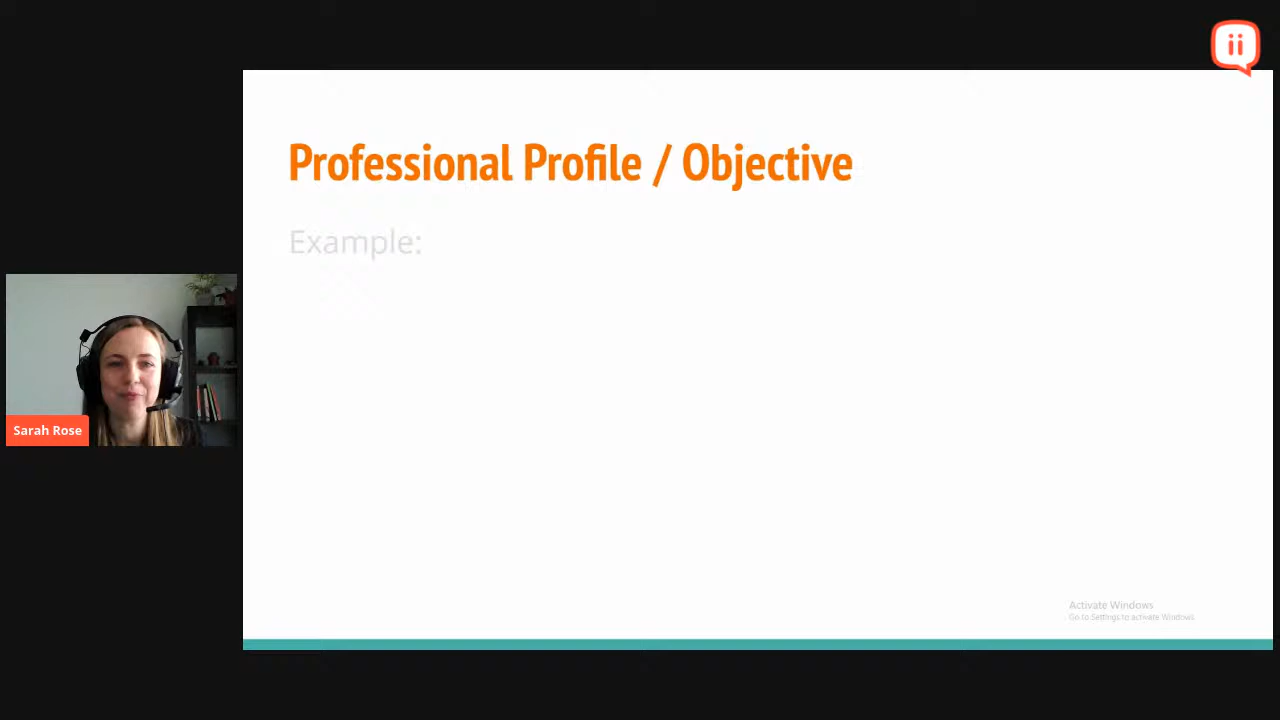 Professional Profile / Objective
Example:
Sarah Rose
Activate Windows
Go to Settings to activate Windows.